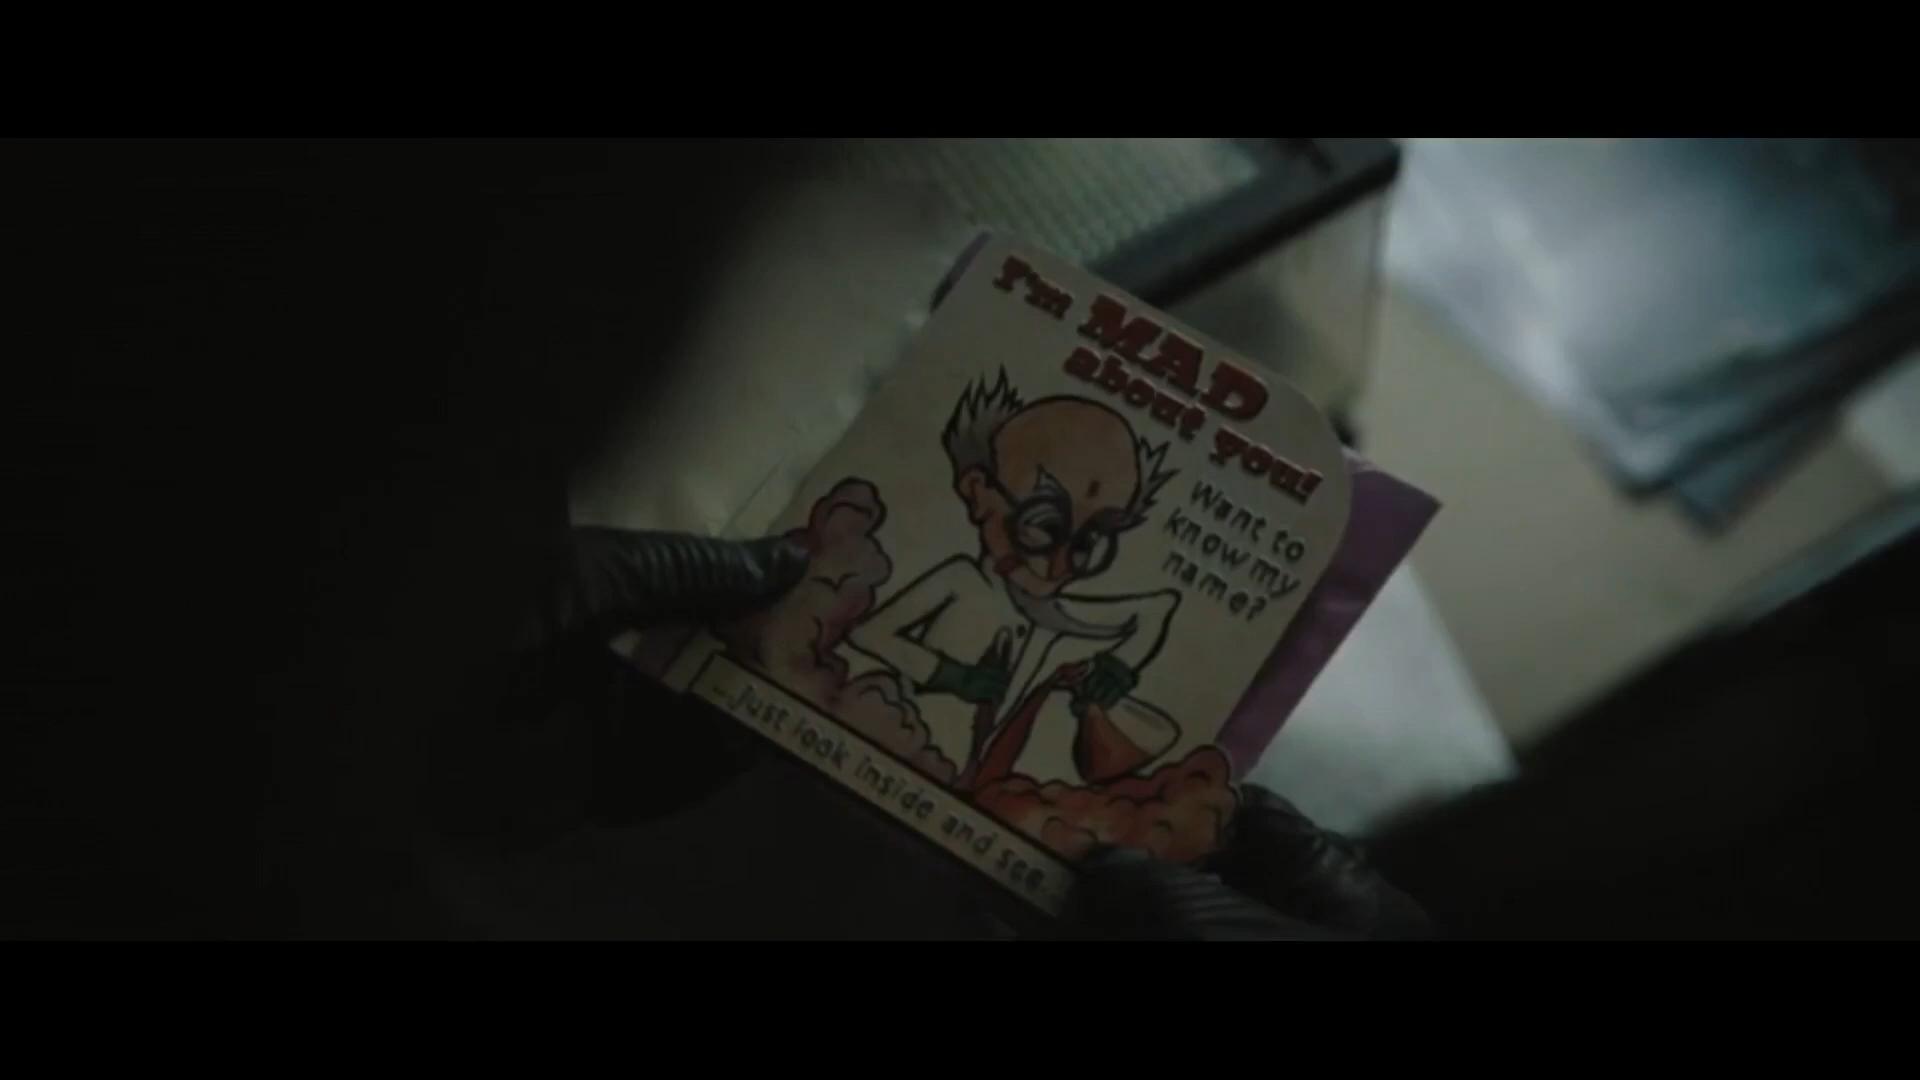 I'm MAD
about you!
Want to
know my
name?
...just look inside and see...